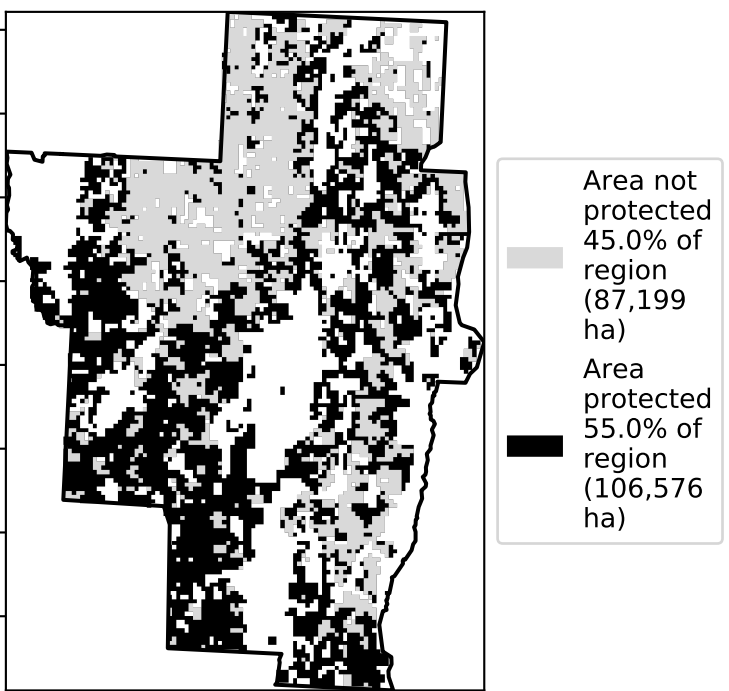 Area not
protected
45.0% of
region
(87,199
ha)
Area
protected
55.0% of
region
(106,576
ha)